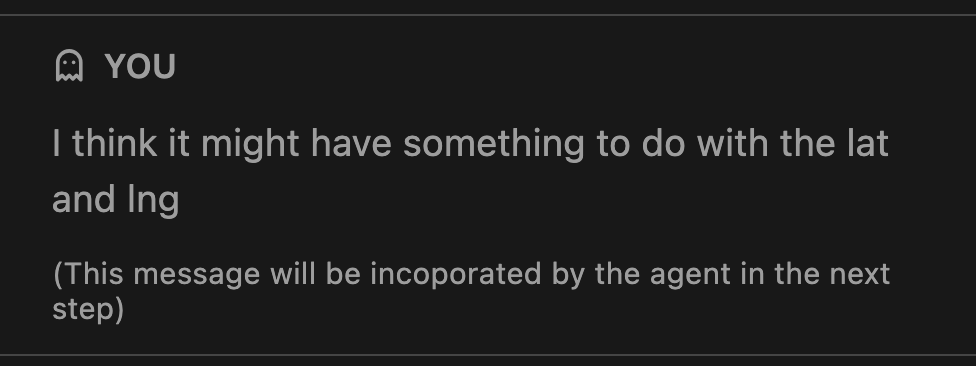 YOU
I think it might have something to do with the lat
and lng
(This message will be incoporated by the agent in the next
step)